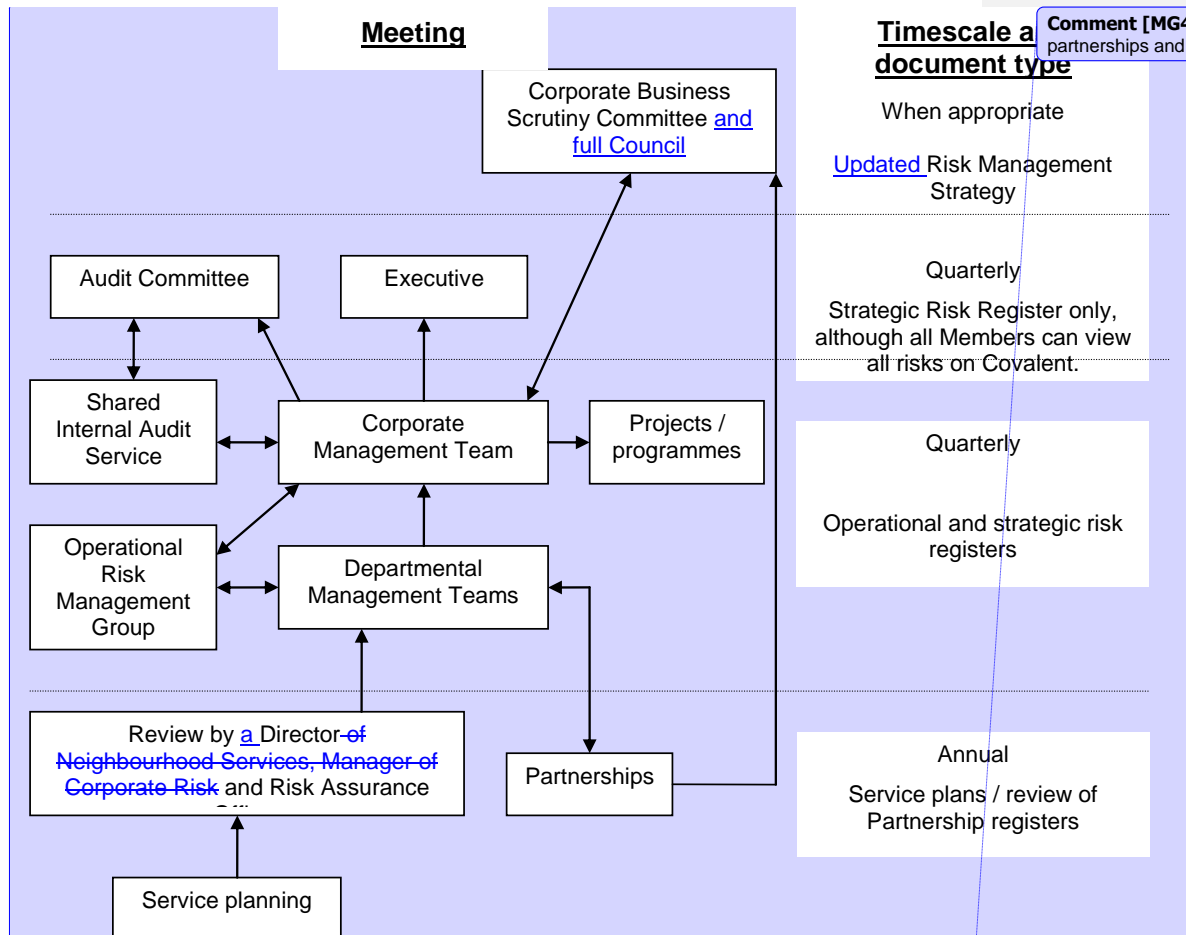 Meeting
Timescale a
document type
Comment [MG4
partnerships and
Corporate Business
Scrutiny Committee and
full Council
When appropriate
Updated Risk Management
Strategy
Audit Committee
Executive
Quarterly
Strategic Risk Register only,
although all Members can view
all risks on Covalent.
Shared
Internal Audit
Service
Corporate
Management Team
Projects /
programmes
Quarterly
Operational and strategic risk
registers
Operational
Risk
Management
Group
Departmental
Management Teams
Review by a Director of
Neighbourhood Services, Manager of
Corporate Risk and Risk Assurance
Partnerships
Annual
Service plans / review of
Partnership registers
Service planning